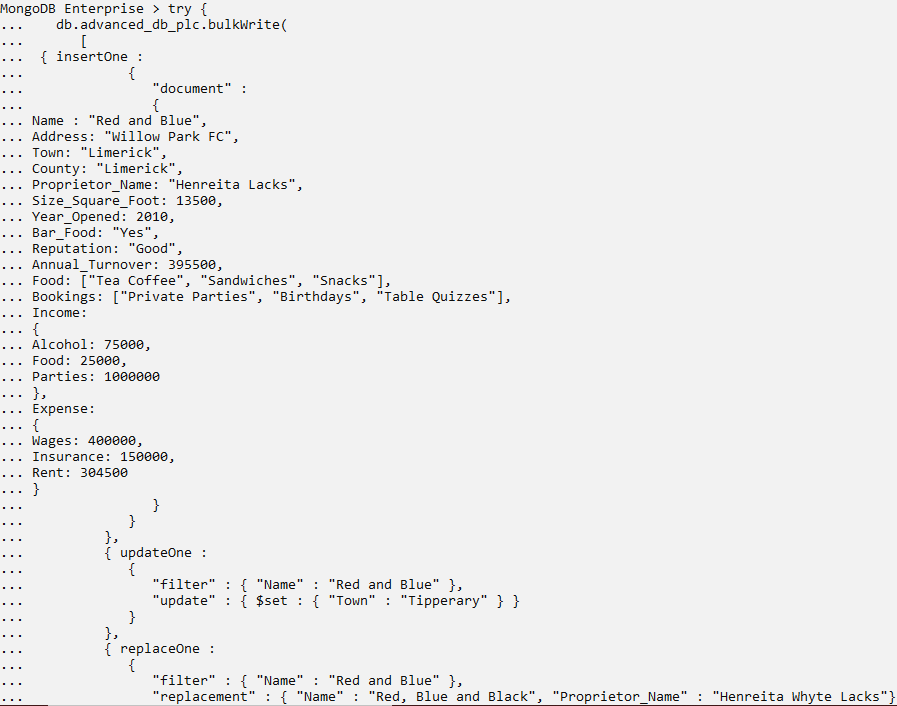 MongoDB Enterprise > try {
...    db.advanced_db_plc.bulkWrite(
...       [
...  { insertOne :
...             {
...                "document" :
...                {
... Name : "Red and Blue",
... Address: "Willow Park FC",
... Town: "Limerick",
... County: "Limerick",
... Proprietor_Name: "Henreita Lacks",
... Size_Square_Foot: 13500,
... Year_Opened: 2010,
... Bar_Food: "Yes",
... Reputation: "Good",
... Annual_Turnover: 395500,
... Food: ["Tea Coffee", "Sandwiches", "Snacks"],
... Bookings: ["Private Parties", "Birthdays", "Table Quizzes"],
... Income:
... {
... Alcohol: 75000,
... Food: 25000,
... Parties: 1000000
... },
... Expense:
... {
... Wages: 400000,
... Insurance: 150000,
... Rent: 304500
... }
...                }
...             }
...          },
...          { updateOne :
...             {
...                "filter" : { "Name" : "Red and Blue" },
...                "update" : { $set : { "Town" : "Tipperary" } }
...             }
...          },
...          { replaceOne :
...             {
...                "filter" : { "Name" : "Red and Blue" },
...                "replacement" : { "Name" : "Red, Blue and Black", "Proprietor_Name" : "Henreita Whyte Lacks"}